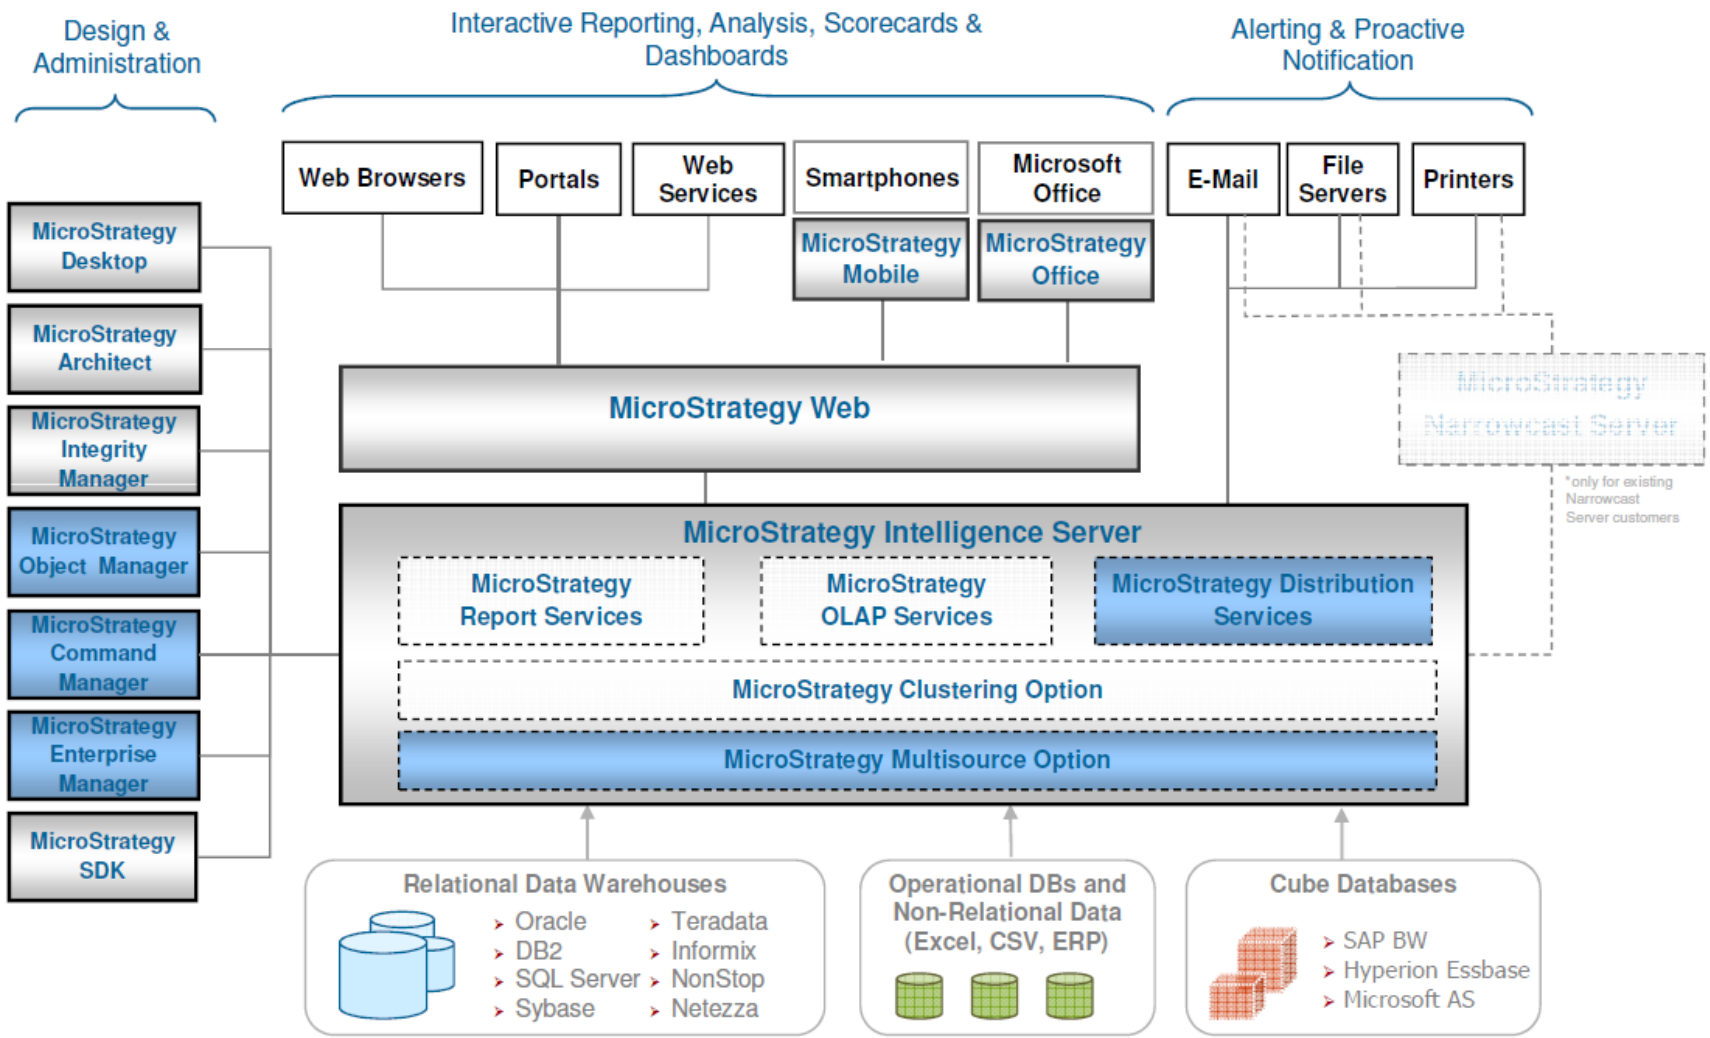 Design &
Administration
Interactive Reporting, Analysis, Scorecards &
Dashboards
Alerting & Proactive
Notification
Web Browsers
Portals
Web
Services
Smartphones
Microsoft
Office
E-Mail
File
Servers
Printers
MicroStrategy
Mobile
MicroStrategy
Office
MicroStrategy
Desktop
MicroStrategy
Architect
MicroStrategy
Integrity
Manager
MicroStrategy
Object Manager
MicroStrategy
Command
Manager
MicroStrategy
Enterprise
Manager
MicroStrategy
SDK
MicroStrategy Web
MicroStrategy
Narrowcast Server
*only for existing
Narrowcast
Server customers
MicroStrategy Intelligence Server
MicroStrategy
Report Services
MicroStrategy
OLAP Services
MicroStrategy Distribution
Services
MicroStrategy Clustering Option
MicroStrategy Multisource Option
Relational Data Warehouses
➢ Oracle
➢ DB2
➢ SQL Server
➢ Sybase
➢ Teradata
➢ Informix
➢ NonStop
➢ Netezza
Operational DBs and
Non-Relational Data
(Excel, CSV, ERP)
Cube Databases
➢ SAP BW
➢ Hyperion Essbase
➢ Microsoft AS